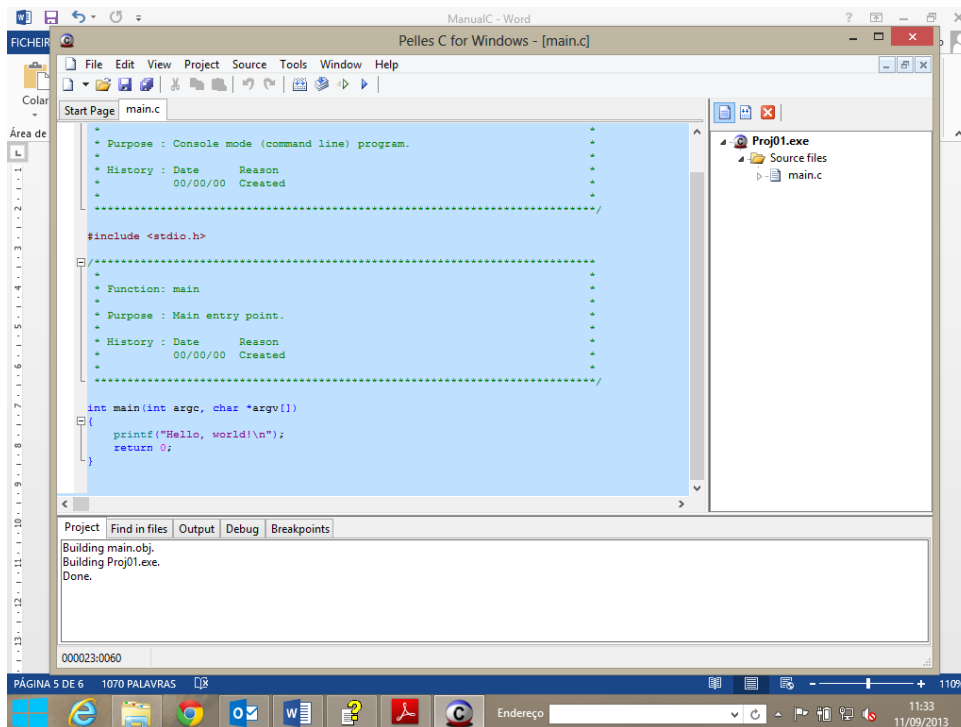 ManualC - Word
FICHEIR
Pelles C for Windows - [main.c]
File Edit View Project Source Tools Window Help
Colar
Área de
Start Page main.c
*
* Purpose : Console mode (command line) program. *
* *
* History : Date Reason *
* 00/00/00 Created *
* *
****************************************************************************/
#include <stdio.h>
/****************************************************************************
* *
* Function: main *
* *
* Purpose : Main entry point. *
* *
* History : Date Reason *
* 00/00/00 Created *
* *
****************************************************************************/
int main(int argc, char *argv[])
{
printf("Hello, world!\n");
return 0;
}
Proj01.exe
Source files
main.c
Project Find in files Output Debug Breakpoints
Building main.obj.
Building Proj01.exe.
Done.
000023:0060
PÁGINA 5 DE 6 1070 PALAVRAS
110%
Endereço
11:33
11/09/2013